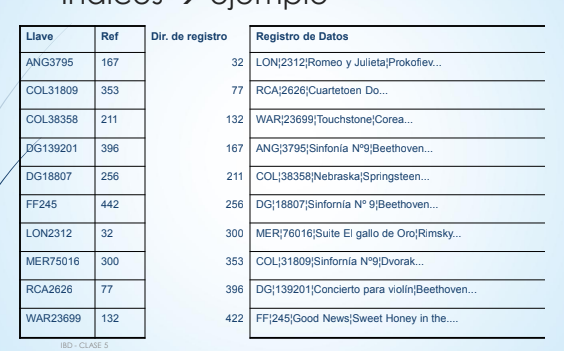 Índices → ejemplo
Llave Ref Dir. de registro Registro de Datos
ANG3795 167 32 LON¦2312¦Romeo y Julieta¦Prokofiev...
COL31809 353 77 RCA¦2626¦Cuartetoen Do...
COL38358 211 132 WAR¦23699¦Touchstone¦Corea...
DG139201 396 167 ANG¦3795¦Sinfonía Nº9¦Beethoven...
DG18807 256 211 COL¦38358¦Nebraska¦Springsteen...
FF245 442 256 DG¦18807¦Sinfornía Nº 9¦Beethoven...
LON2312 32 300 MER¦76016¦Suite El gallo de Oro¦Rimsky...
MER75016 300 353 COL¦31809¦Sinfornía Nº9¦Dvorak...
RCA2626 77 396 DG¦139201¦Concierto para violín¦Beethoven...
WAR23699 132 422 FF¦245¦Good News¦Sweet Honey in the....
IBD - CLASE 5